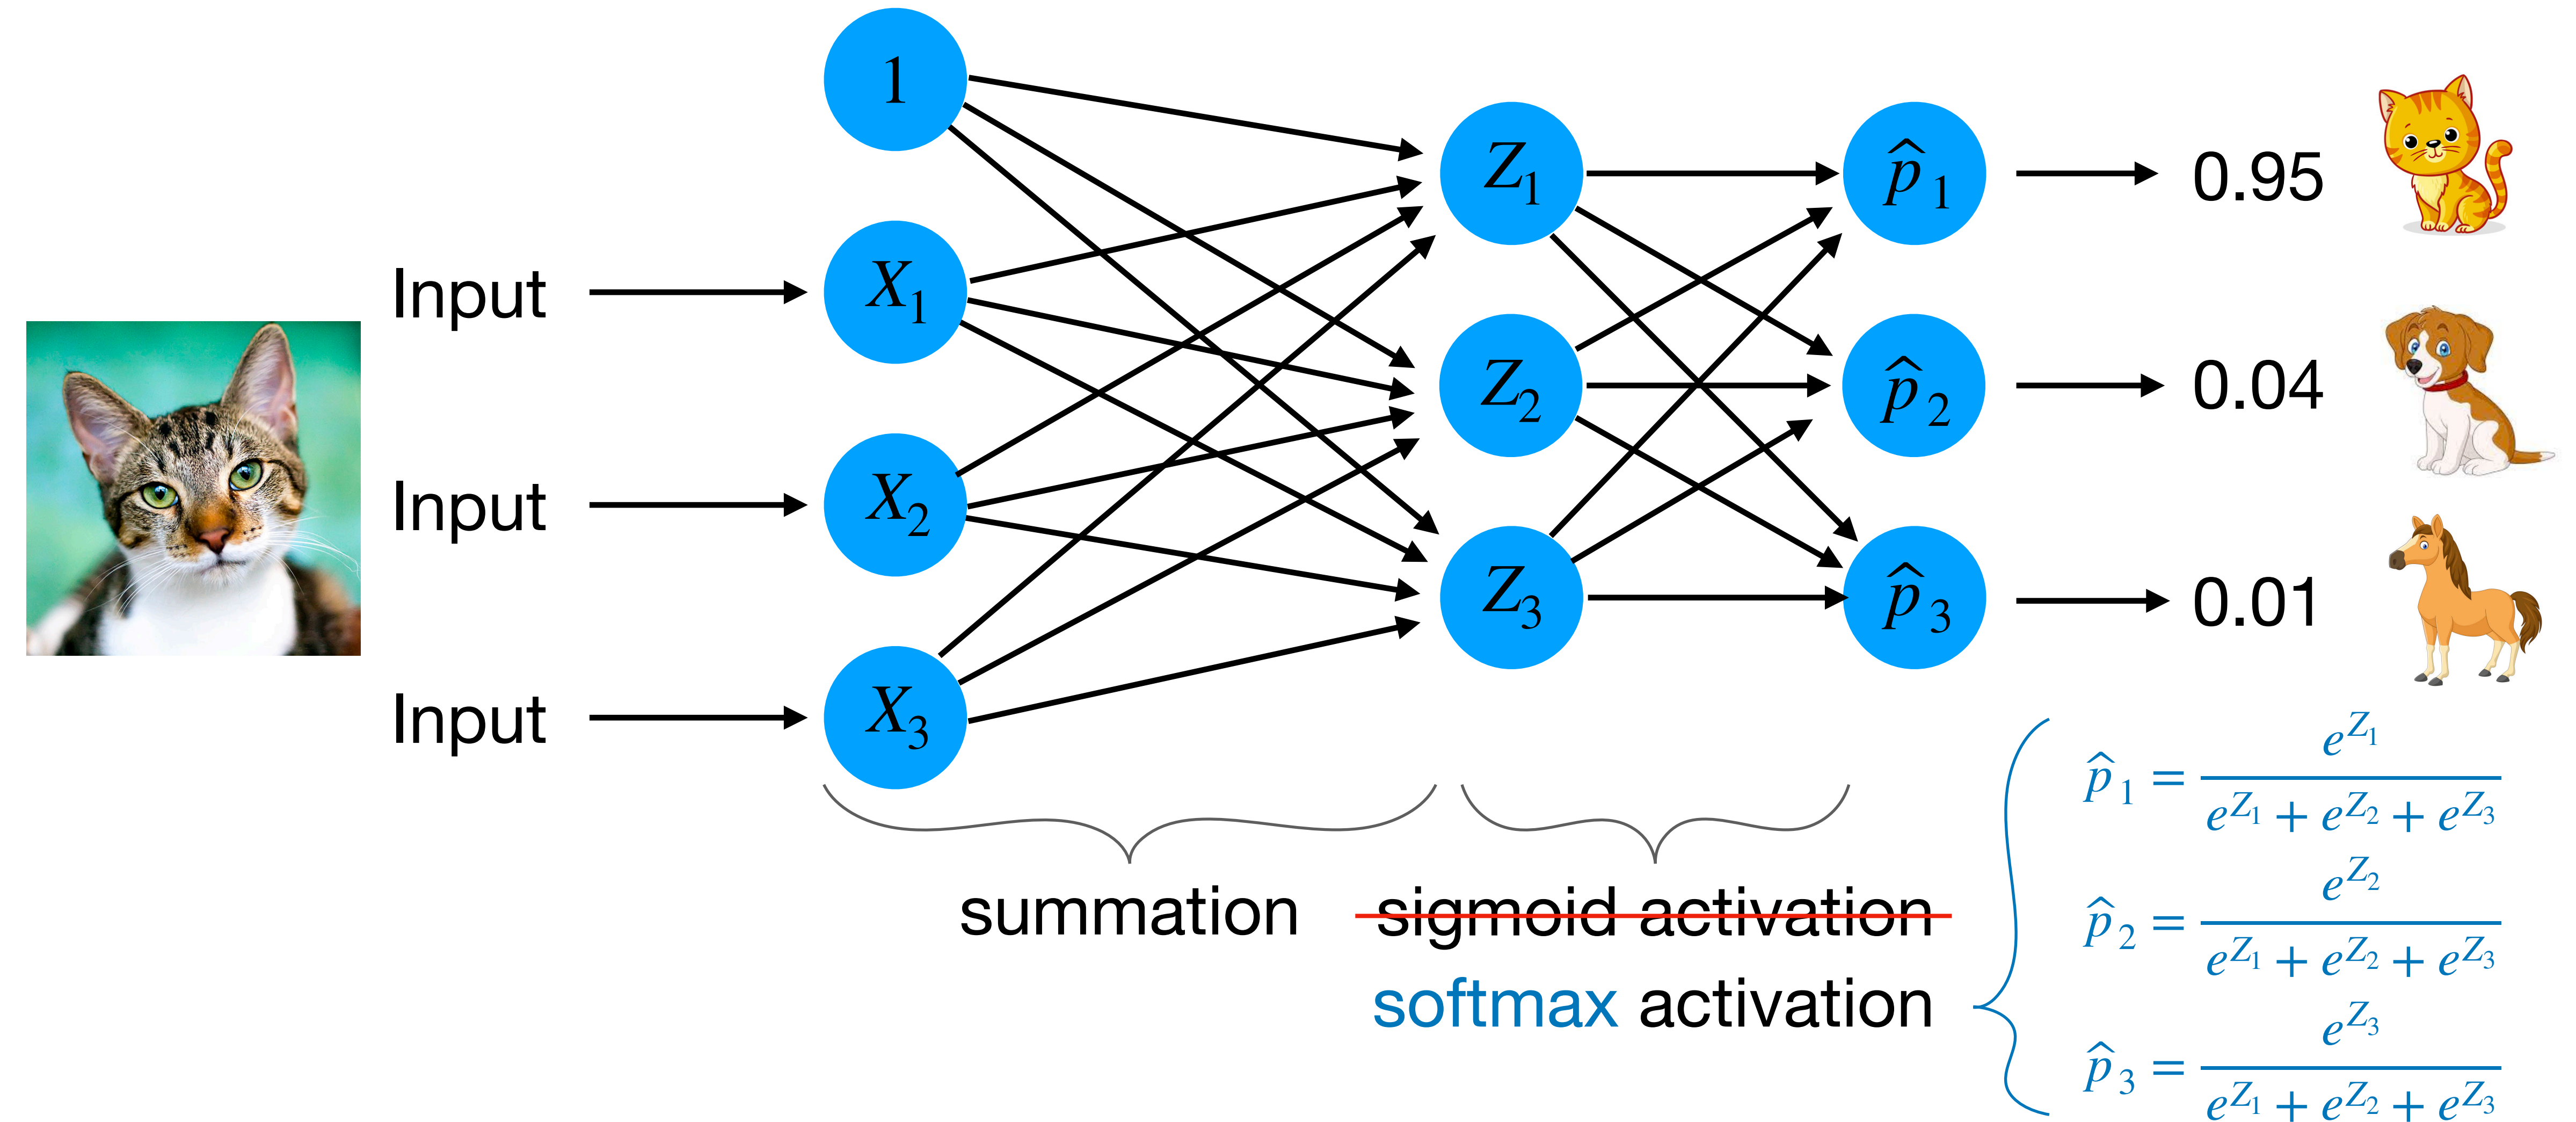 1
Z₁ p̂₁ 0.95
Input X₁
Z₂ p̂₂ 0.04
Input X₂
Z₃ p̂₃ 0.01
Input X₃
summation
sigmoid activation
softmax activation
p̂₁ = e^Z₁ / (e^Z₁ + e^Z₂ + e^Z₃)
p̂₂ = e^Z₂ / (e^Z₁ + e^Z₂ + e^Z₃)
p̂₃ = e^Z₃ / (e^Z₁ + e^Z₂ + e^Z₃)